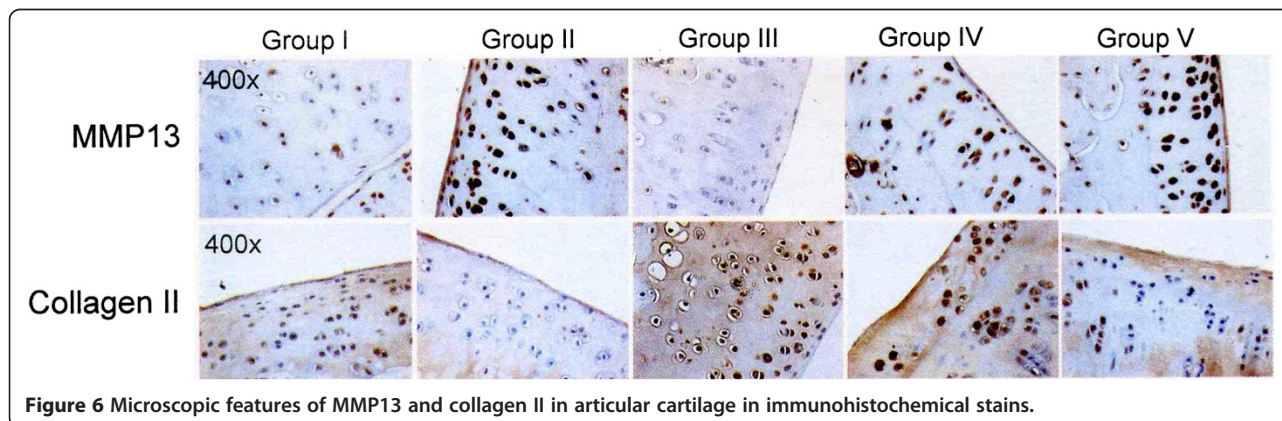 Group I Group II Group III Group IV Group V
400x
MMP13
400x
Collagen II
Figure 6 Microscopic features of MMP13 and collagen II in articular cartilage in immunohistochemical stains.